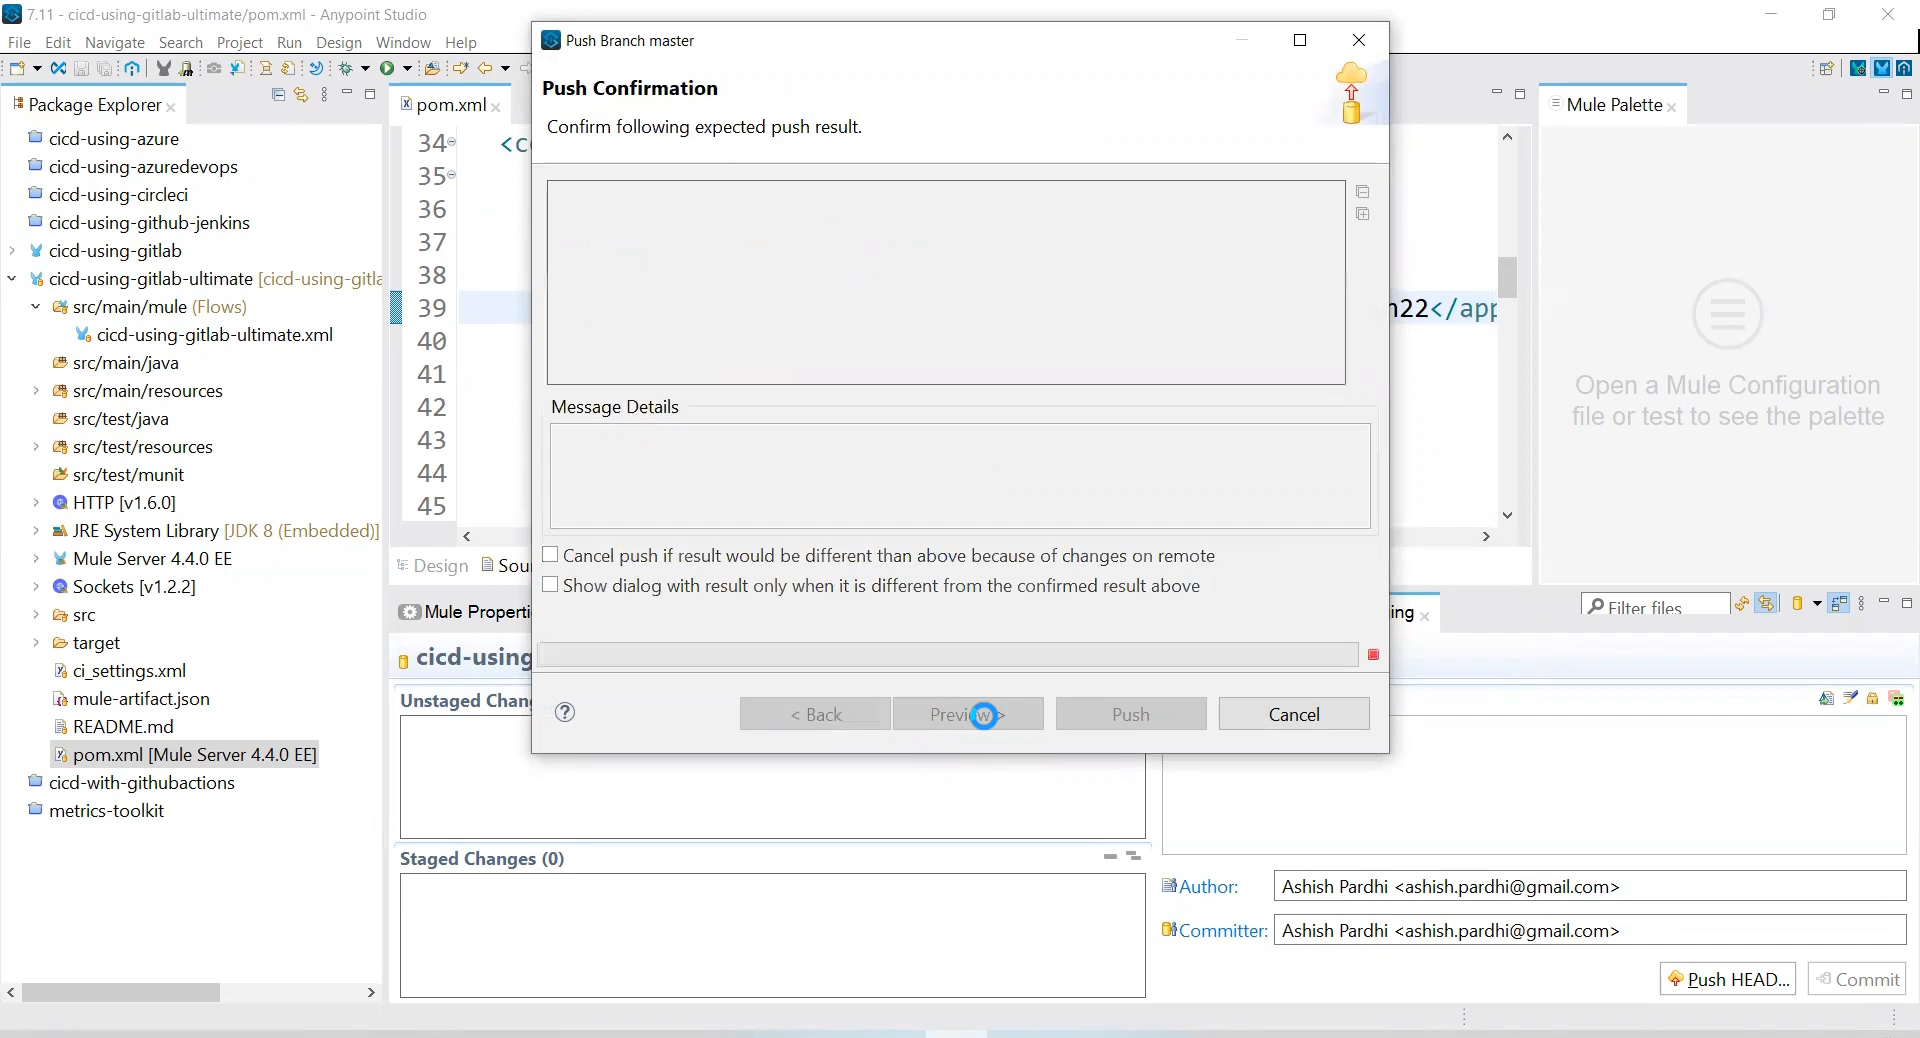 7.11 - cicd-using-gitlab-ultimate/pom.xml - Anypoint Studio
File Edit Navigate Search Project Run Design Window Help
Package Explorer
cicd-using-azure
cicd-using-azuredevops
cicd-using-circleci
cicd-using-github-jenkins
cicd-using-gitlab
cicd-using-gitlab-ultimate [cicd-using-gitla
src/main/mule (Flows)
cicd-using-gitlab-ultimate.xml
src/main/java
src/main/resources
src/test/java
src/test/resources
src/test/munit
HTTP [v1.6.0]
JRE System Library [JDK 8 (Embedded)]
Mule Server 4.4.0 EE
Sockets [v1.2.2]
src
target
ci_settings.xml
mule-artifact.json
README.md
pom.xml [Mule Server 4.4.0 EE]
cicd-with-githubactions
metrics-toolkit
pom.xml
34 <c
35
36
37
38
39 22</app
40
41
42
43
44
45
Design Sou
Push Branch master
Push Confirmation
Confirm following expected push result.
Message Details
Cancel push if result would be different than above because of changes on remote
Show dialog with result only when it is different from the confirmed result above
< Back Preview > Push Cancel
Mule Palette
Open a Mule Configuration
file or test to see the palette
Mule Properti
ing
Filter files
cicd-using
Unstaged Chan
Staged Changes (0)
Author: Ashish Pardhi <ashish.pardhi@gmail.com>
Committer: Ashish Pardhi <ashish.pardhi@gmail.com>
Push HEAD... Commit